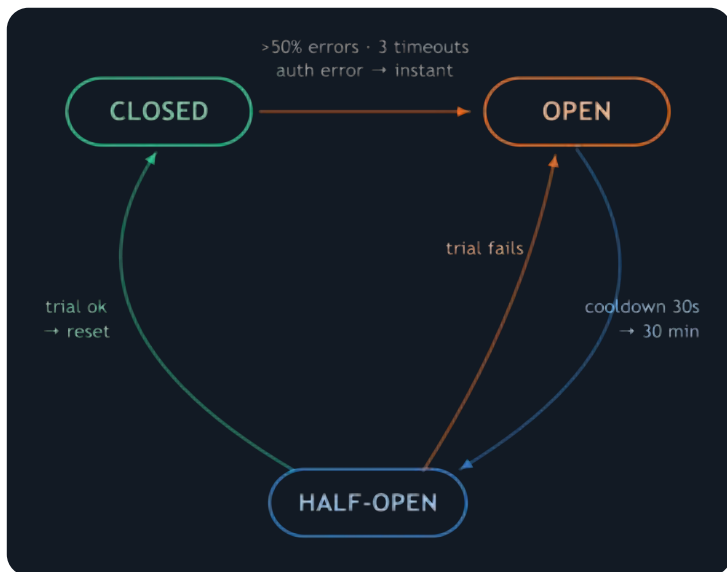 >50% errors · 3 timeouts
auth error → instant
CLOSED
OPEN
trial fails
trial ok
→ reset
cooldown 30s
→ 30 min
HALF-OPEN